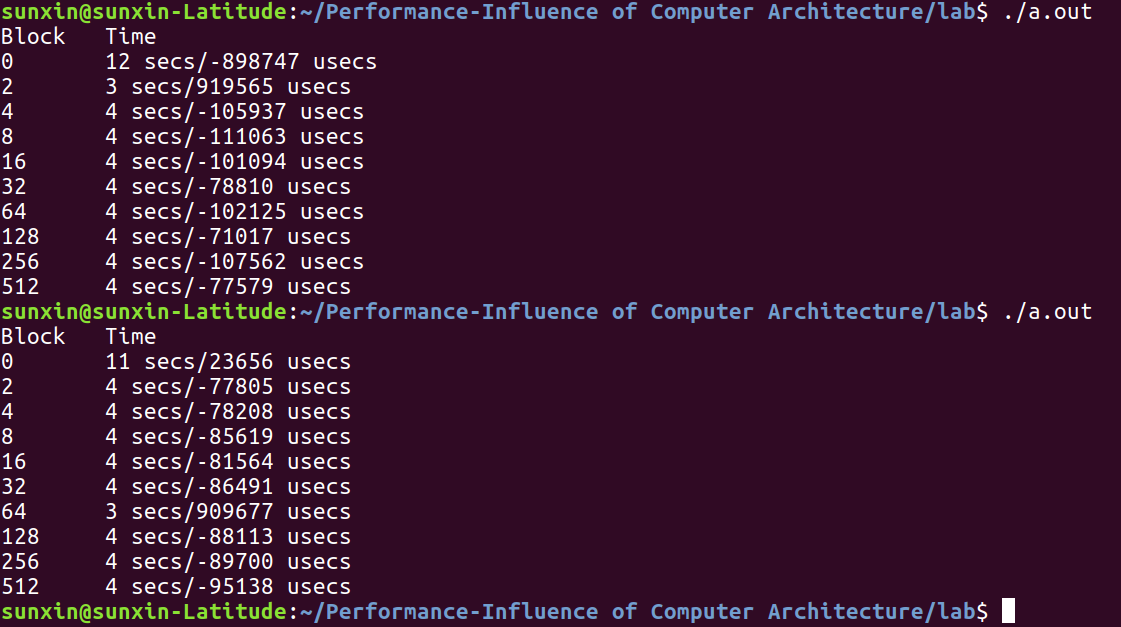 sunxin@sunxin-Latitude:~/Performance-Influence of Computer Architecture/lab$ ./a.out
Block   Time
0       12 secs/-898747 usecs
2       3 secs/919565 usecs
4       4 secs/-105937 usecs
8       4 secs/-111063 usecs
16      4 secs/-101094 usecs
32      4 secs/-78810 usecs
64      4 secs/-102125 usecs
128     4 secs/-71017 usecs
256     4 secs/-107562 usecs
512     4 secs/-77579 usecs
sunxin@sunxin-Latitude:~/Performance-Influence of Computer Architecture/lab$ ./a.out
Block   Time
0       11 secs/23656 usecs
2       4 secs/-77805 usecs
4       4 secs/-78208 usecs
8       4 secs/-85619 usecs
16      4 secs/-81564 usecs
32      4 secs/-86491 usecs
64      3 secs/909677 usecs
128     4 secs/-88113 usecs
256     4 secs/-89700 usecs
512     4 secs/-95138 usecs
sunxin@sunxin-Latitude:~/Performance-Influence of Computer Architecture/lab$